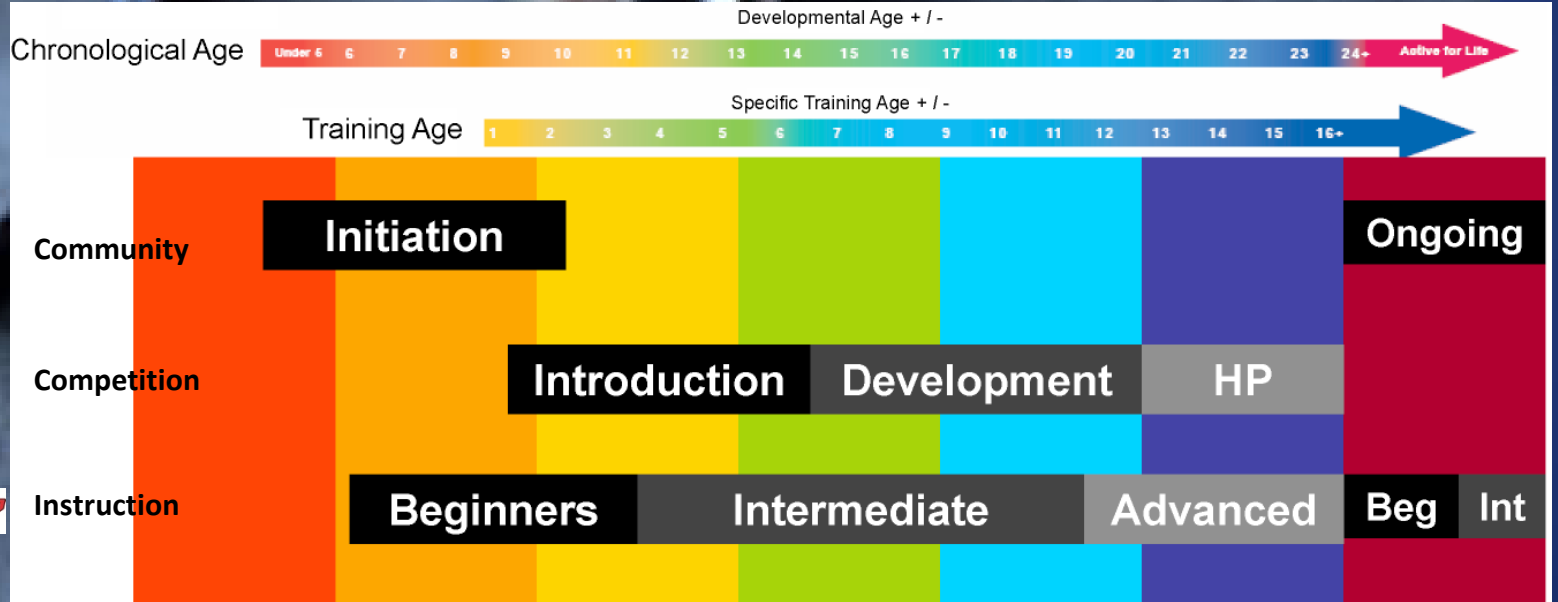 Developmental Age + / -
Chronological Age Under 5 6 7 8 9 10 11 12 13 14 15 16 17 18 19 20 21 22 23 24+ Active for Life
Specific Training Age + / -
Training Age 1 2 3 4 5 6 7 8 9 10 11 12 13 14 15 16+
Community Initiation Ongoing
Competition Introduction Development HP
Instruction Beginners Intermediate Advanced Beg Int